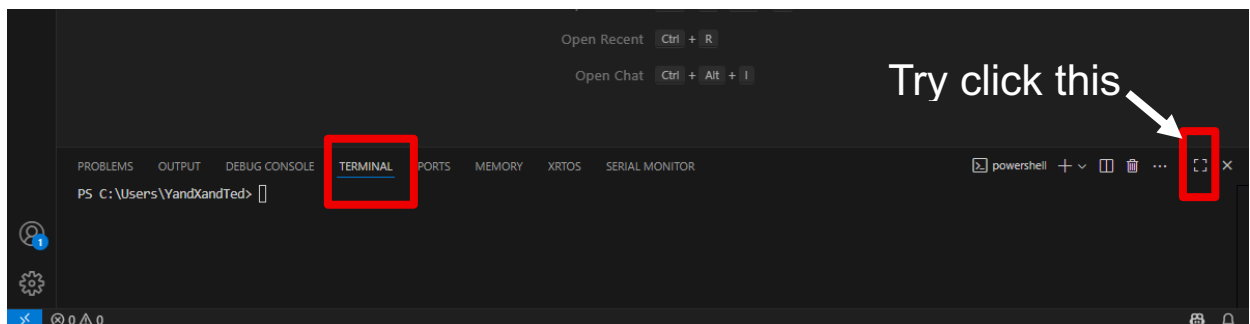 Open Recent Ctrl + R
Open Chat Ctrl + Alt + I
Try click this
PROBLEMS OUTPUT DEBUG CONSOLE TERMINAL PORTS MEMORY XRTOS SERIAL MONITOR powershell
PS C:\Users\YandXandTed>
1
0 0